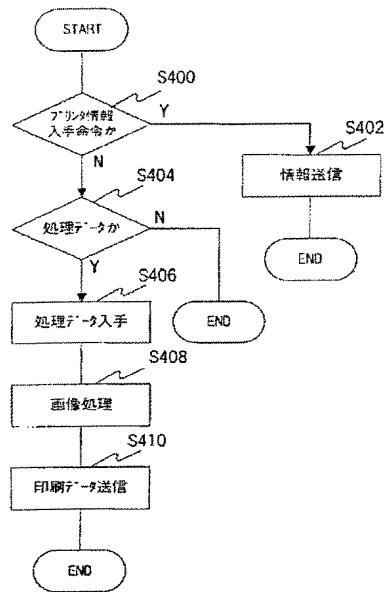 START
S400
プリンタ情報
入手命令か
Y
N
S402
情報送信
END
S404
処理データか
N
Y
END
S406
処理データ入手
S408
画像処理
S410
印刷データ送信
END